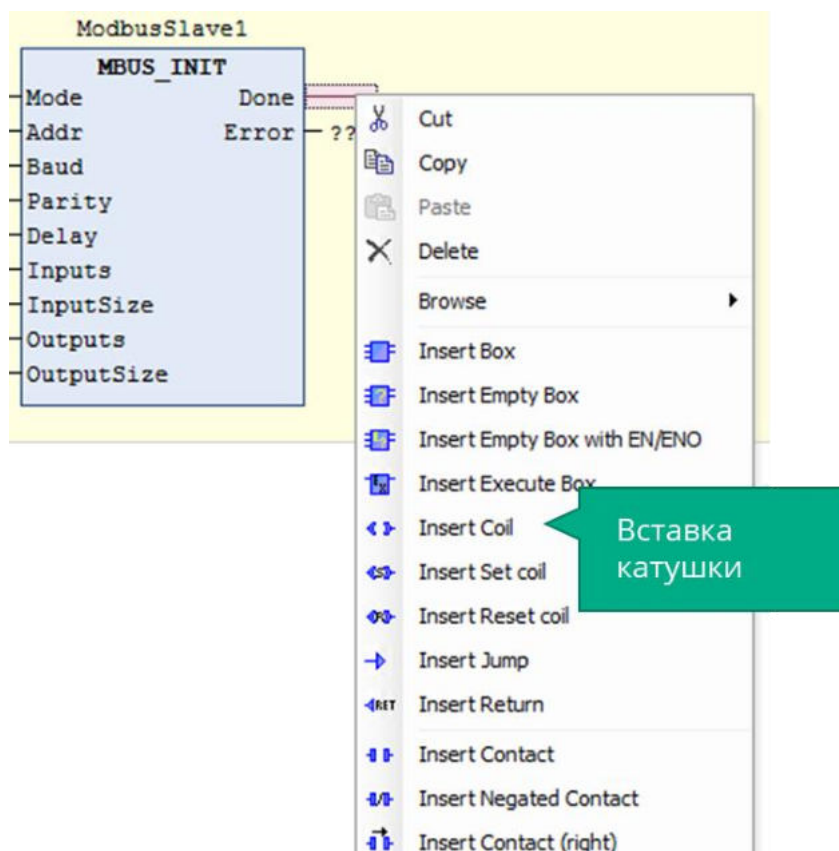 ModbusSlave1
MBUS_INIT
Mode Done
Addr Error ??
Baud
Parity
Delay
Inputs
InputSize
Outputs
OutputSize
Cut
Copy
Paste
Delete
Browse
Insert Box
Insert Empty Box
Insert Empty Box with EN/ENO
Insert Execute Box
Insert Coil
Insert Set coil
Insert Reset coil
Insert Jump
RET Insert Return
Insert Contact
Insert Negated Contact
Insert Contact (right)
Вставка
катушки